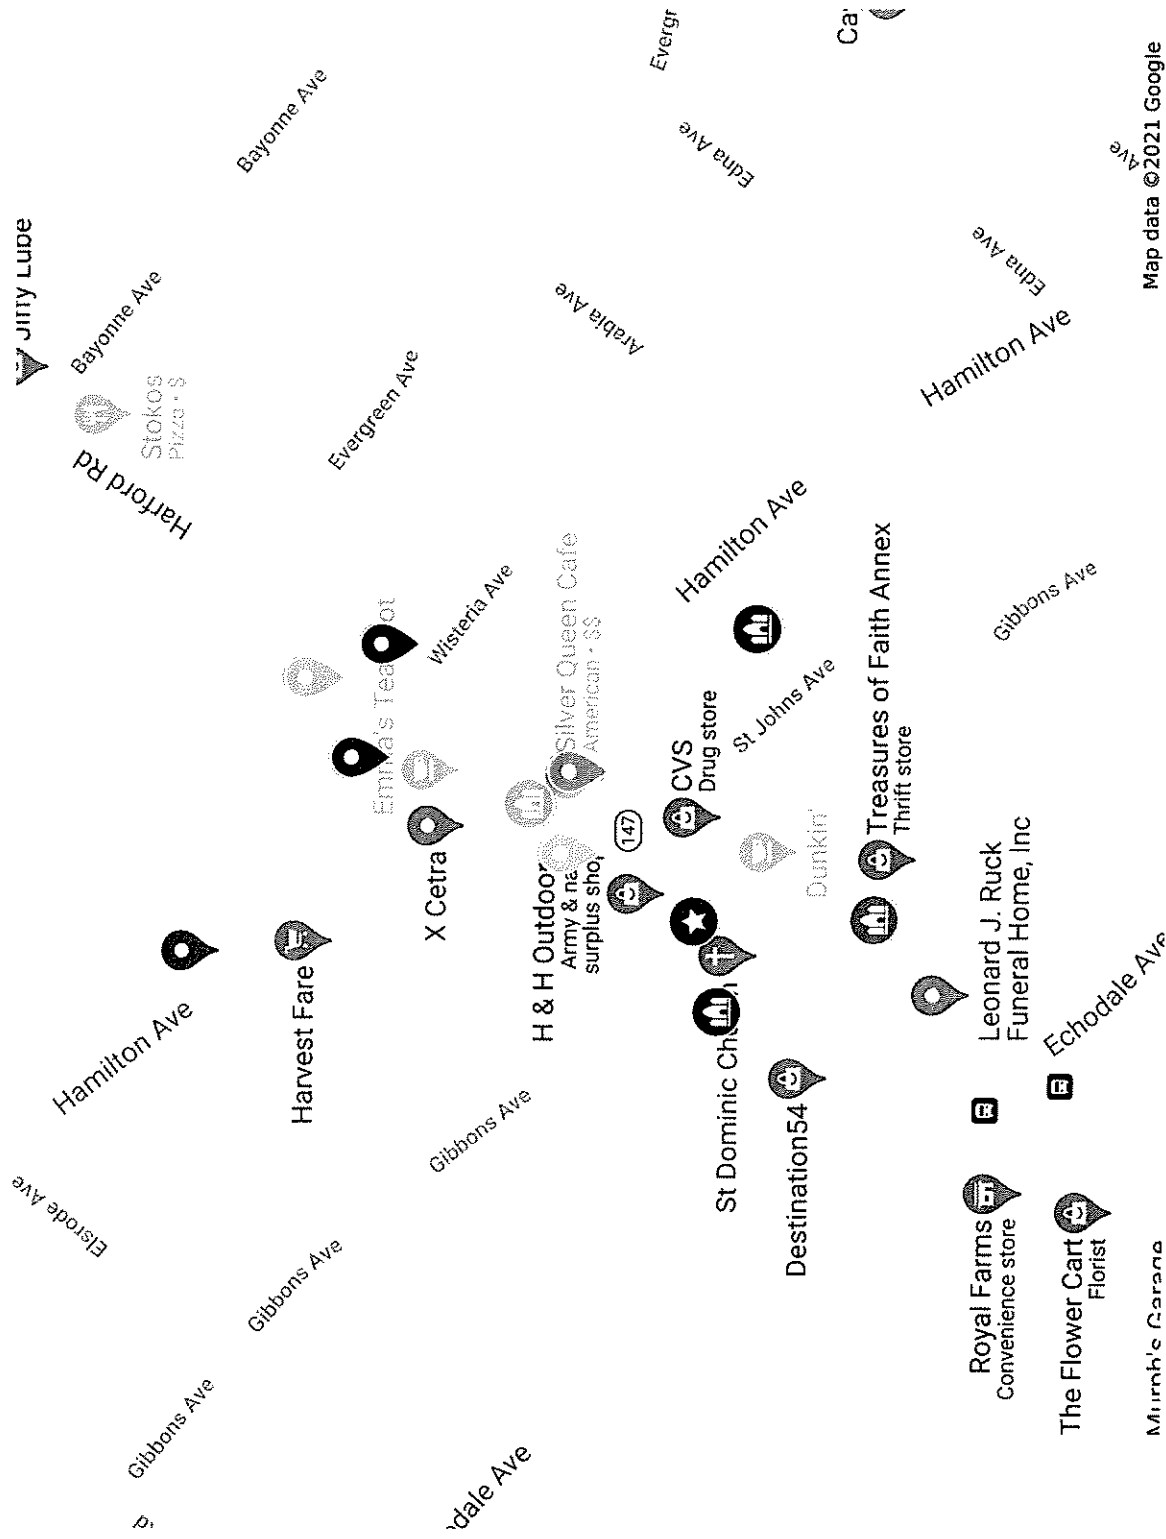 Elsrode Ave
Jiffy Lube
Hamilton Ave
Bayonne Ave
Harford Rd
Gibbons Ave
Stokos
Pizza • $
Bayonne Ave
Gibbons Ave
Harvest Fare
Evergreen Ave
Emma's Tea ot
edale Ave
Gibbons Ave
X Cetra
Wisteria Ave
H & H Outdoor
Army & na
surplus sho
Silver Queen Cafe
American • $$
Arabia Ave
147
Evergr
CVS
Drug store
Hamilton Ave
Edna Ave
St Dominic Ch
St Johns Ave
Destination54
Dunkin'
Ca
Treasures of Faith Annex
Thrift store
Hamilton Ave
Royal Farms
Convenience store
Leonard J. Ruck
Funeral Home, Inc
Edna Ave
Gibbons Ave
The Flower Cart
Florist
Echodale Ave
Ave
Murph's Garage
Map data ©2021 Google